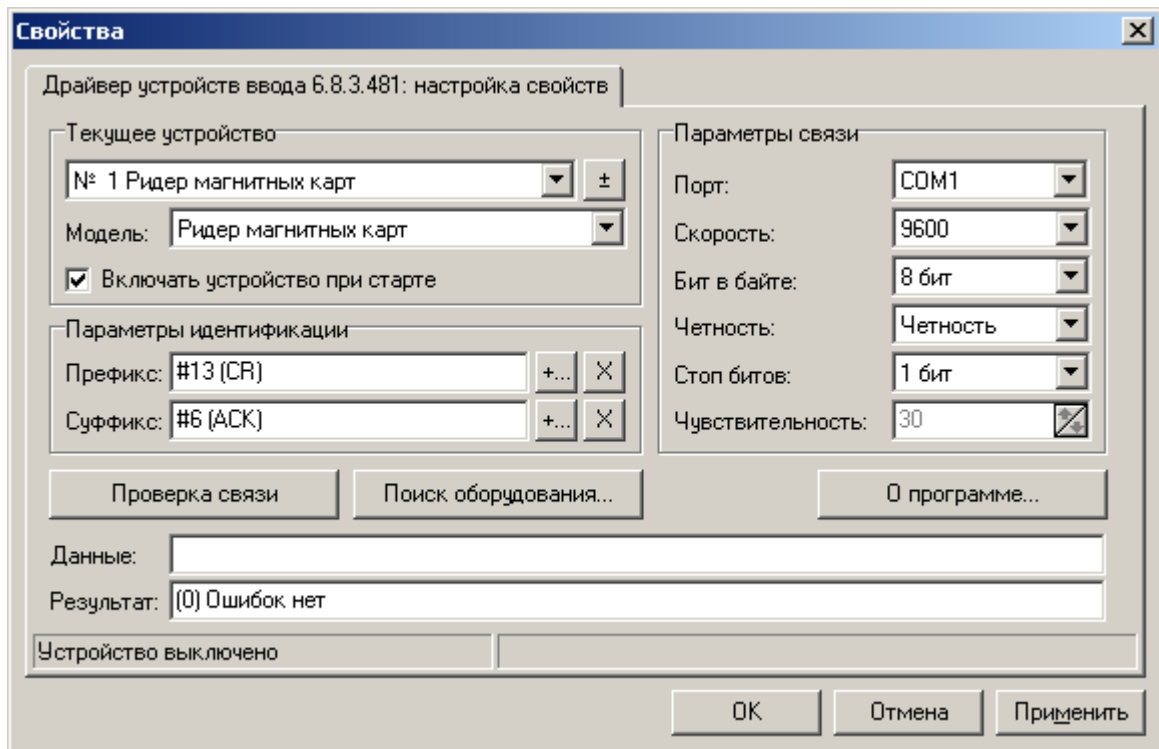 Свойства
Драйвер устройств ввода 6.8.3.481: настройка свойств
Текущее устройство
№ 1 Ридер магнитных карт
±
Модель: Ридер магнитных карт
Включать устройство при старте
Параметры идентификации
Префикс: #13 (CR) +... X
Суффикс: #6 (ACK) +... X
Параметры связи
Порт: COM1
Скорость: 9600
Бит в байте: 8 бит
Четность: Четность
Стоп битов: 1 бит
Чувствительность: 30
Проверка связи
Поиск оборудования...
О программе...
Данные:
Результат: (0) Ошибок нет
Устройство выключено
OK
Отмена
Применить